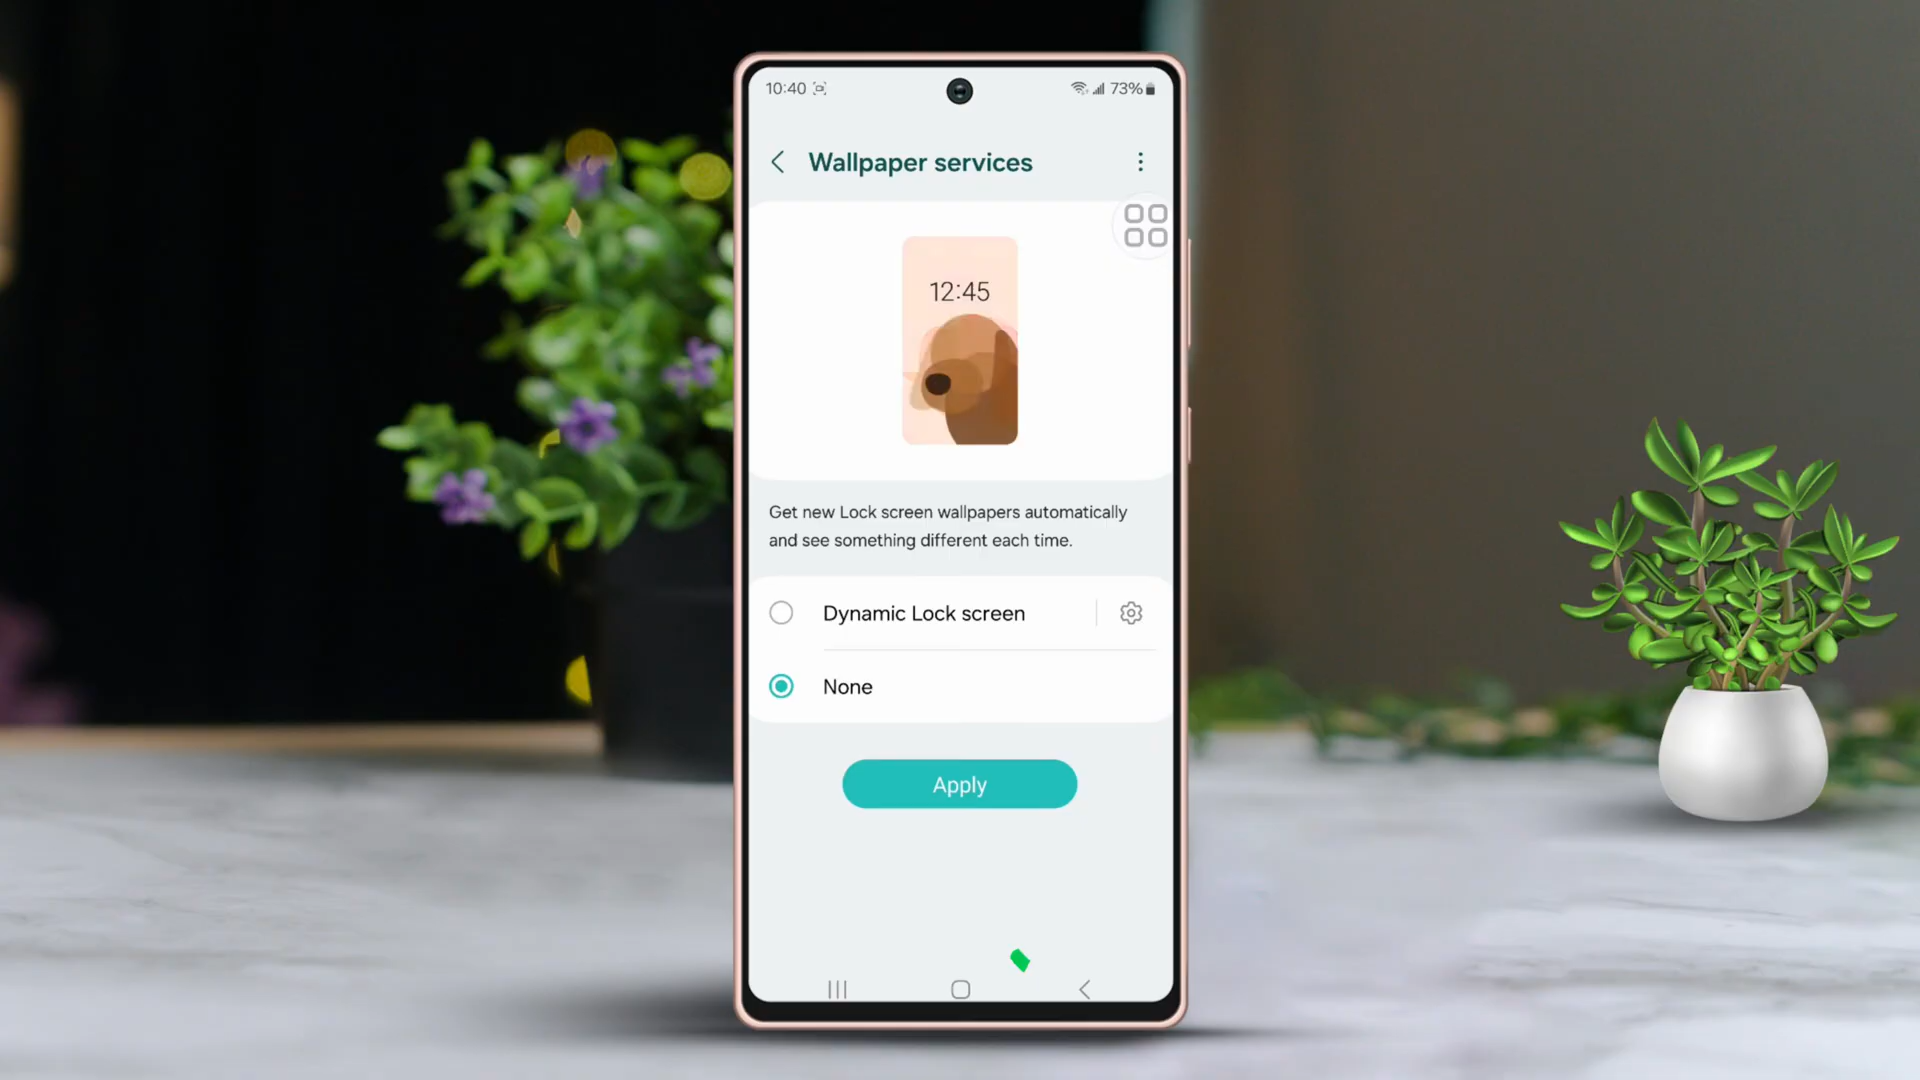 10:40
73%
Wallpaper services
12:45
Get new Lock screen wallpapers automatically
and see something different each time.
Dynamic Lock screen
None
Apply